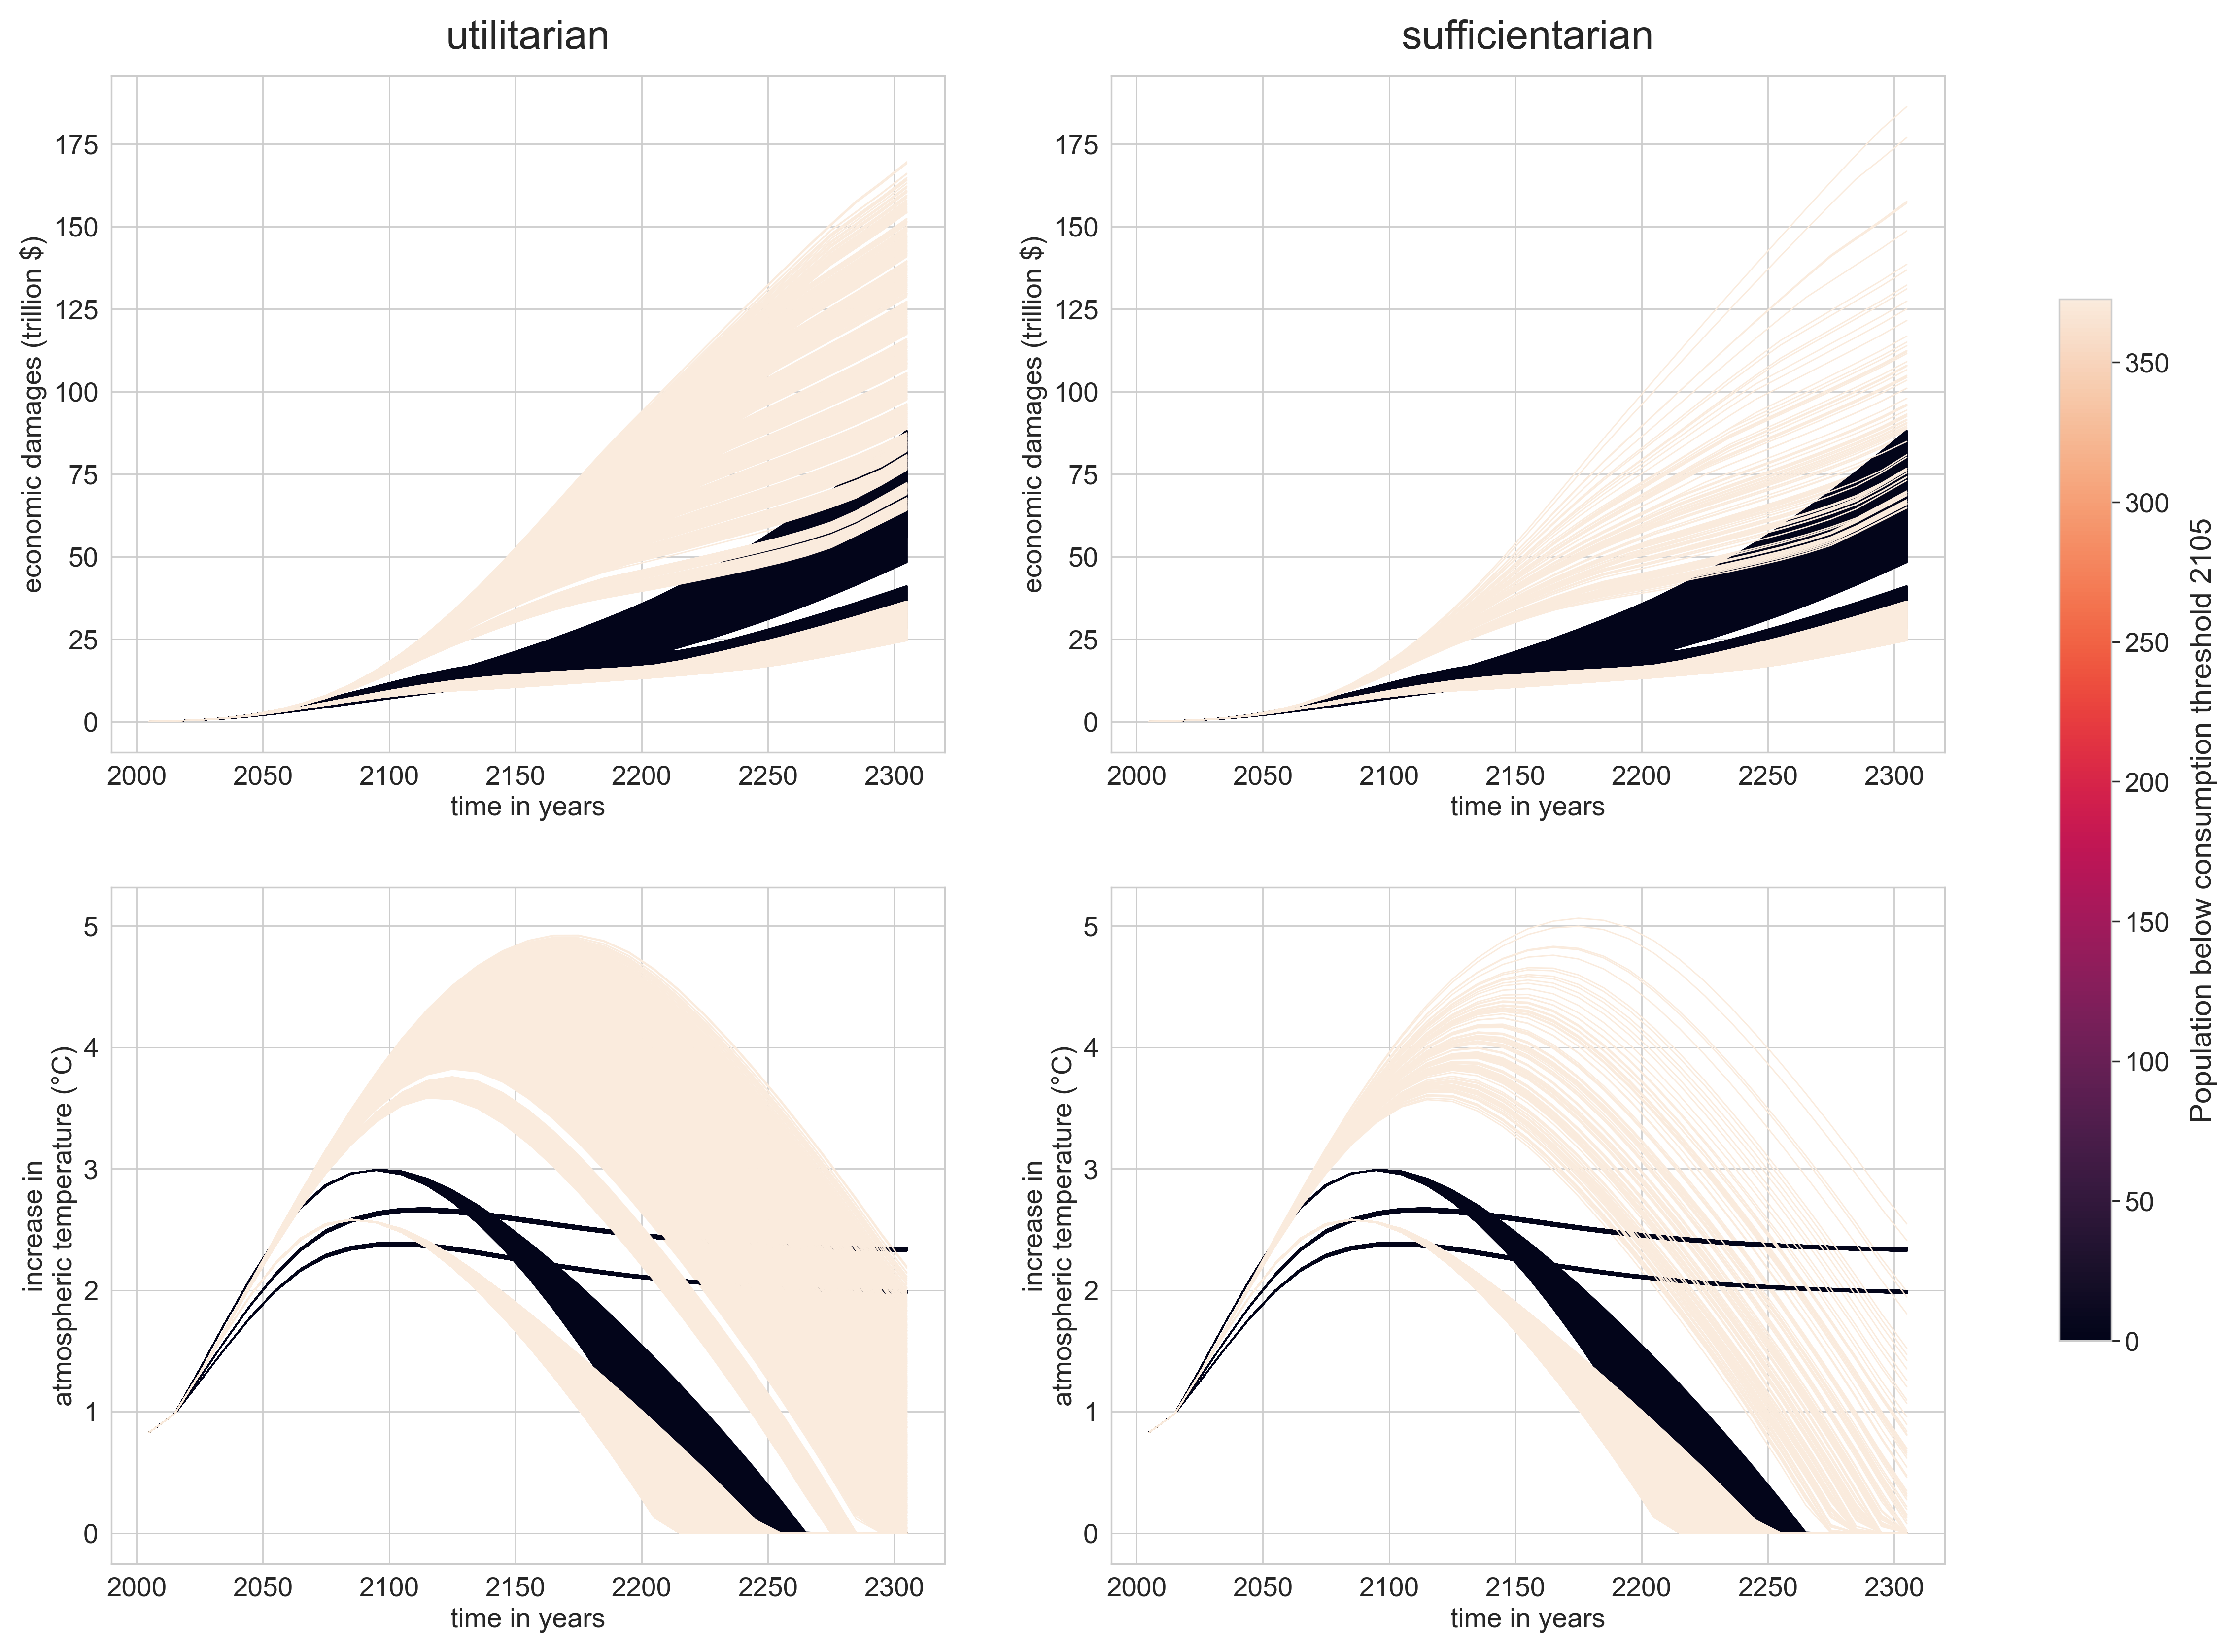 utilitarian
sufficientarian
economic damages (trillion $)
175
150
125
100
75
50
25
0
2000 2050 2100 2150 2200 2250 2300
time in years
economic damages (trillion $)
175
150
125
100
75
50
25
0
2000 2050 2100 2150 2200 2250 2300
time in years
increase in
atmospheric temperature (°C)
5
4
3
2
1
0
2000 2050 2100 2150 2200 2250 2300
time in years
increase in
atmospheric temperature (°C)
5
4
3
2
1
0
2000 2050 2100 2150 2200 2250 2300
time in years
350
300
250
200
150
100
50
0
Population below consumption threshold 2105